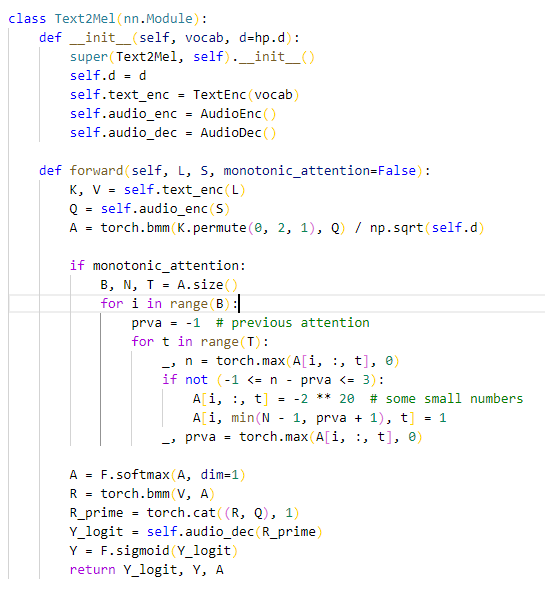 class Text2Mel(nn.Module):
    def __init__(self, vocab, d=hp.d):
        super(Text2Mel, self).__init__()
        self.d = d
        self.text_enc = TextEnc(vocab)
        self.audio_enc = AudioEnc()
        self.audio_dec = AudioDec()

    def forward(self, L, S, monotonic_attention=False):
        K, V = self.text_enc(L)
        Q = self.audio_enc(S)
        A = torch.bmm(K.permute(0, 2, 1), Q) / np.sqrt(self.d)

        if monotonic_attention:
            B, N, T = A.size()
            for i in range(B):
                prva = -1  # previous attention
                for t in range(T):
                    _, n = torch.max(A[i, :, t], 0)
                    if not (-1 <= n - prva <= 3):
                        A[i, :, t] = -2 ** 20  # some small numbers
                        A[i, min(N - 1, prva + 1), t] = 1
                    _, prva = torch.max(A[i, :, t], 0)

        A = F.softmax(A, dim=1)
        R = torch.bmm(V, A)
        R_prime = torch.cat((R, Q), 1)
        Y_logit = self.audio_dec(R_prime)
        Y = F.sigmoid(Y_logit)
        return Y_logit, Y, A